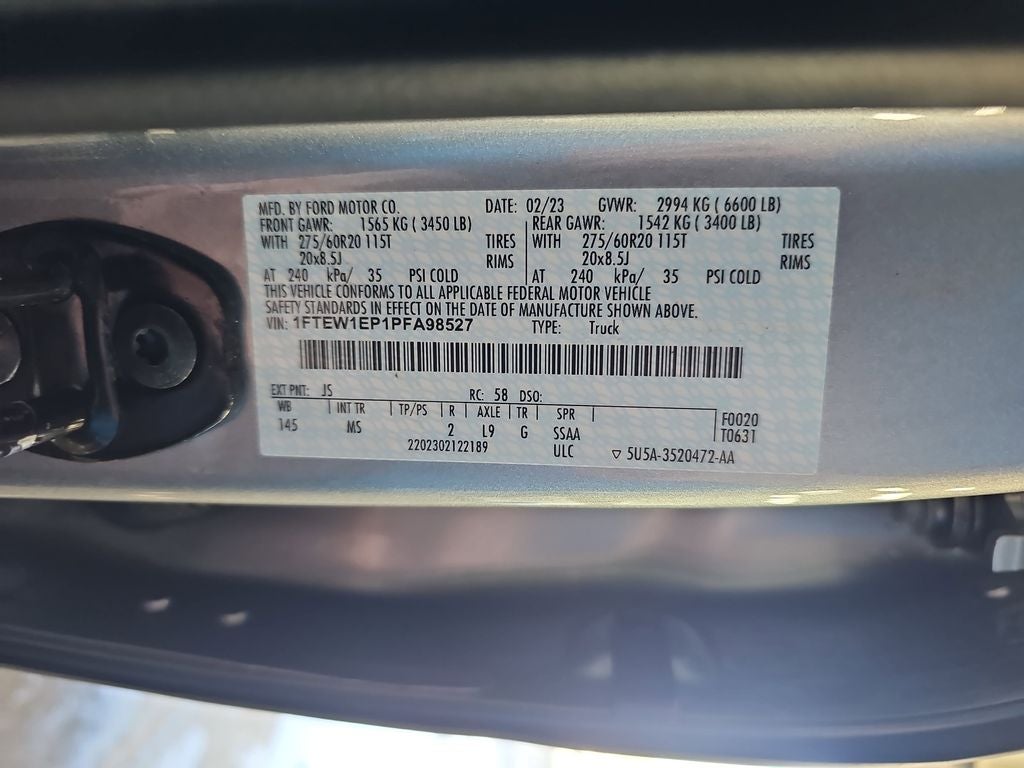 MFD. BY FORD MOTOR CO. DATE: 02/23 GVWR: 2994 KG ( 6600 LB)
FRONT GAWR: 1565 KG ( 3450 LB) REAR GAWR: 1542 KG ( 3400 LB)
WITH 275/60R20 115T TIRES WITH 275/60R20 115T TIRES
20x8.5J RIMS 20x8.5J RIMS
AT 240 kPa/ 35 PSI COLD AT 240 kPa/ 35 PSI COLD
THIS VEHICLE CONFORMS TO ALL APPLICABLE FEDERAL MOTOR VEHICLE
SAFETY STANDARDS IN EFFECT ON THE DATE OF MANUFACTURE SHOWN ABOVE.
VIN: 1FTEW1EP1PFA98527 TYPE: Truck
EXT PNT: JS RC: 58 DSO:
WB INT TR TP/PS R AXLE TR SPR F0020
145 MS 2 L9 G SSAA T0631
2202302122189 ULC ▽ 5U5A-3520472-AA